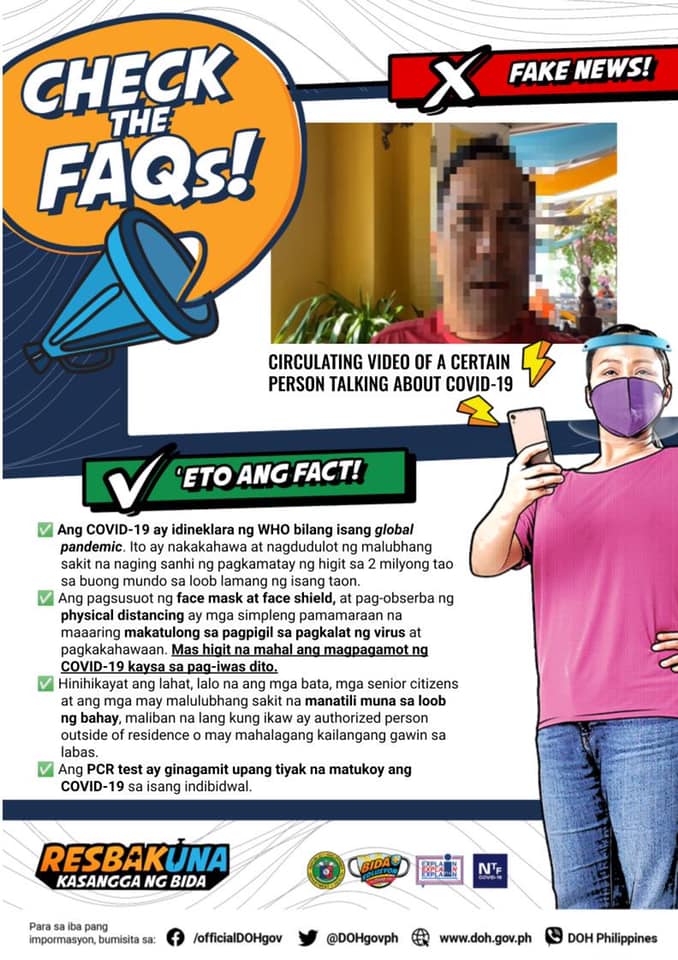 CHECK
THE
FAQs!
X FAKE NEWS!
CIRCULATING VIDEO OF A CERTAIN
PERSON TALKING ABOUT COVID-19
'ETO ANG FACT!
✅ Ang COVID-19 ay idineklara ng WHO bilang isang global
pandemic. Ito ay nakakahawa at nagdudulot ng malubhang
sakit na naging sanhi ng pagkamatay ng higit sa 2 milyong tao
sa buong mundo sa loob lamang ng isang taon.
✅ Ang pagsusuot ng face mask at face shield, at pag-obserba ng
physical distancing ay mga simpleng pamamaraan na
maaaring makatulong sa pagpigil sa pagkalat ng virus at
pagkakahawaan. Mas higit na mahal ang magpagamot ng
COVID-19 kaysa sa pag-iwas dito.
✅ Hinihikayat ang lahat, lalo na ang mga bata, mga senior citizens
at ang mga may malulubhang sakit na manatili muna sa loob
ng bahay, maliban na lang kung ikaw ay authorized person
outside of residence o may mahalagang kailangang gawin sa
labas.
✅ Ang PCR test ay ginagamit upang tiyak na matukoy ang
COVID-19 sa isang indibidwal.
RESBAKUNA
KASANGGA NG BIDA
BIDA
SOLUSYON
EXPLAIN
EXPLAIN
EXPLAIN
NTF
COVID-19
Para sa iba pang
impormasyon, bumisita sa:
/officialDOHgov
@DOHgovph
www.doh.gov.ph
DOH Philippines